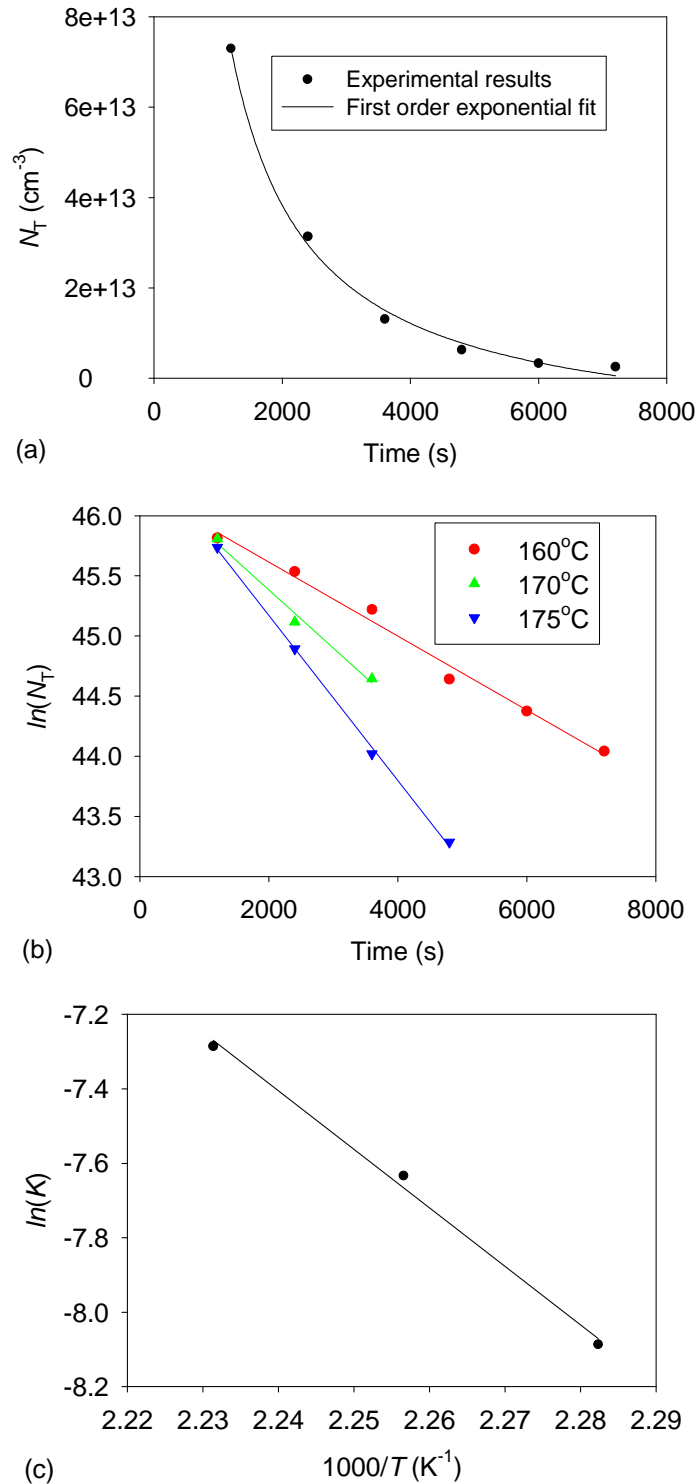 8e+13
6e+13
4e+13
2e+13
0
N_T (cm^-3)
Experimental results
First order exponential fit
0 2000 4000 6000 8000
Time (s)
(a)
46.0
45.5
45.0
44.5
44.0
43.5
43.0
ln(N_T)
160°C
170°C
175°C
0 2000 4000 6000 8000
Time (s)
(b)
-7.2
-7.4
-7.6
-7.8
-8.0
-8.2
ln(K)
2.22 2.23 2.24 2.25 2.26 2.27 2.28 2.29
1000/T (K^-1)
(c)